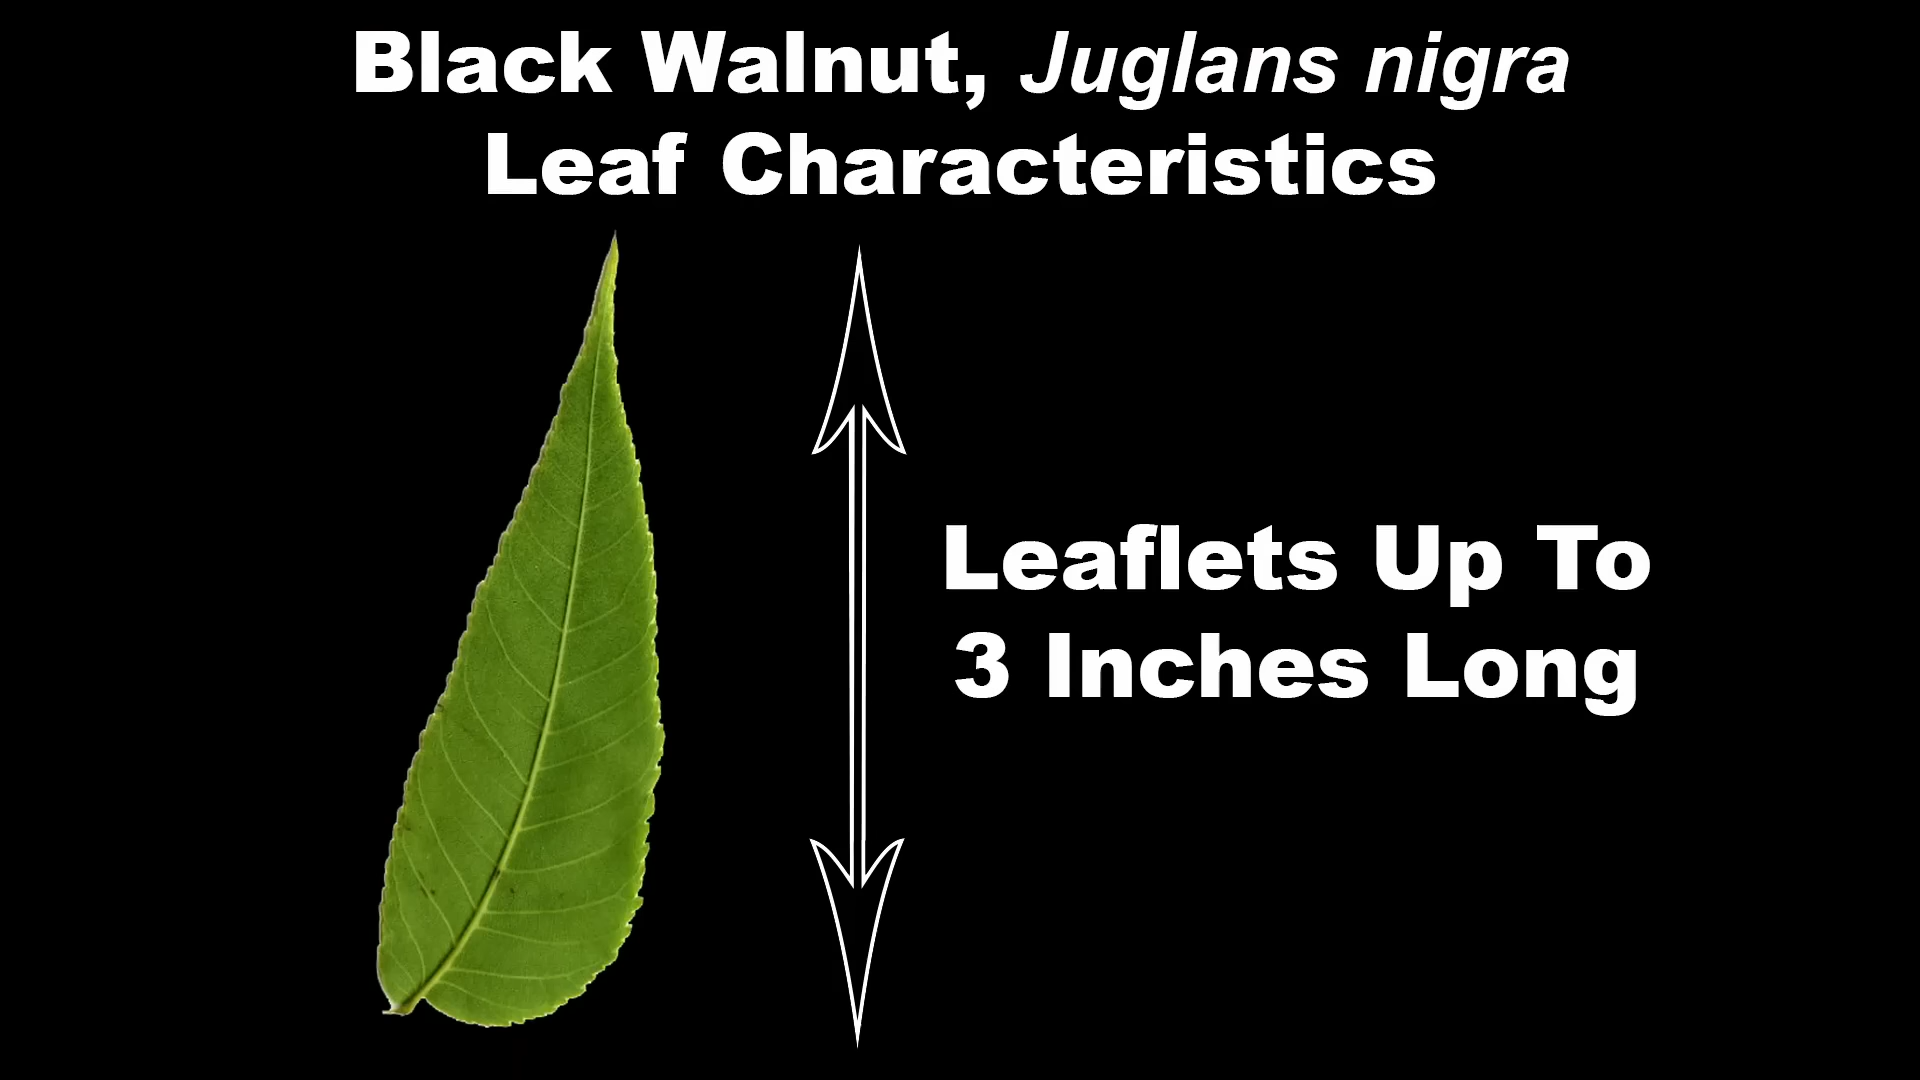 Black Walnut, Juglans nigra
Leaf Characteristics
Leaflets Up To
3 Inches Long